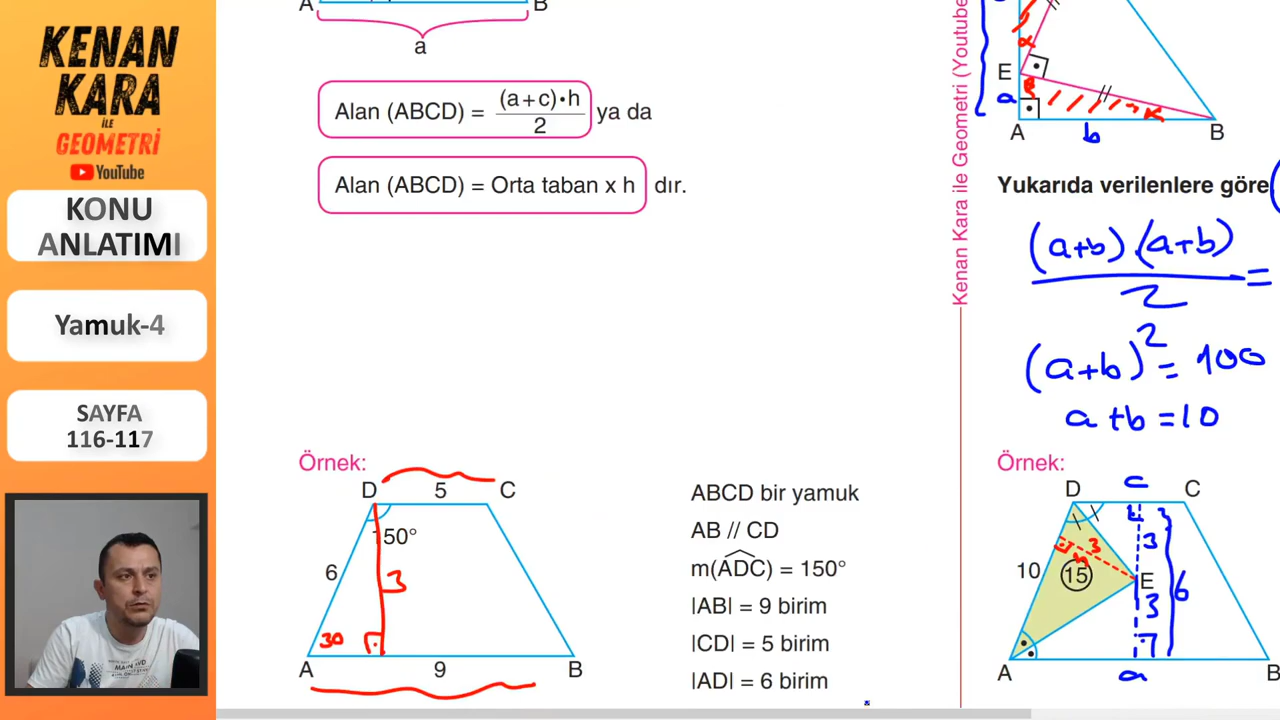 KENAN
KARA
İLE
GEOMETRİ
YouTube
KONU
ANLATIMI
Yamuk-4
SAYFA
116-117
A
B
a
Alan (ABCD) = (a+c)•h / 2 ya da
Alan (ABCD) = Orta taban x h dır.
Örnek:
D 5 C
150°
6
3
30
A 9 B
ABCD bir yamuk
AB // CD
m(ADC) = 150°
|AB| = 9 birim
|CD| = 5 birim
|AD| = 6 birim
Kenan Kara ile Geometri (Youtube
α
E
a
A b B
Yukarıda verilenlere göre
(a+b).(a+b) / 2 =
(a+b)² = 100
a+b = 10
Örnek:
c
D C
3
3
10 15 E 6
3
A a B